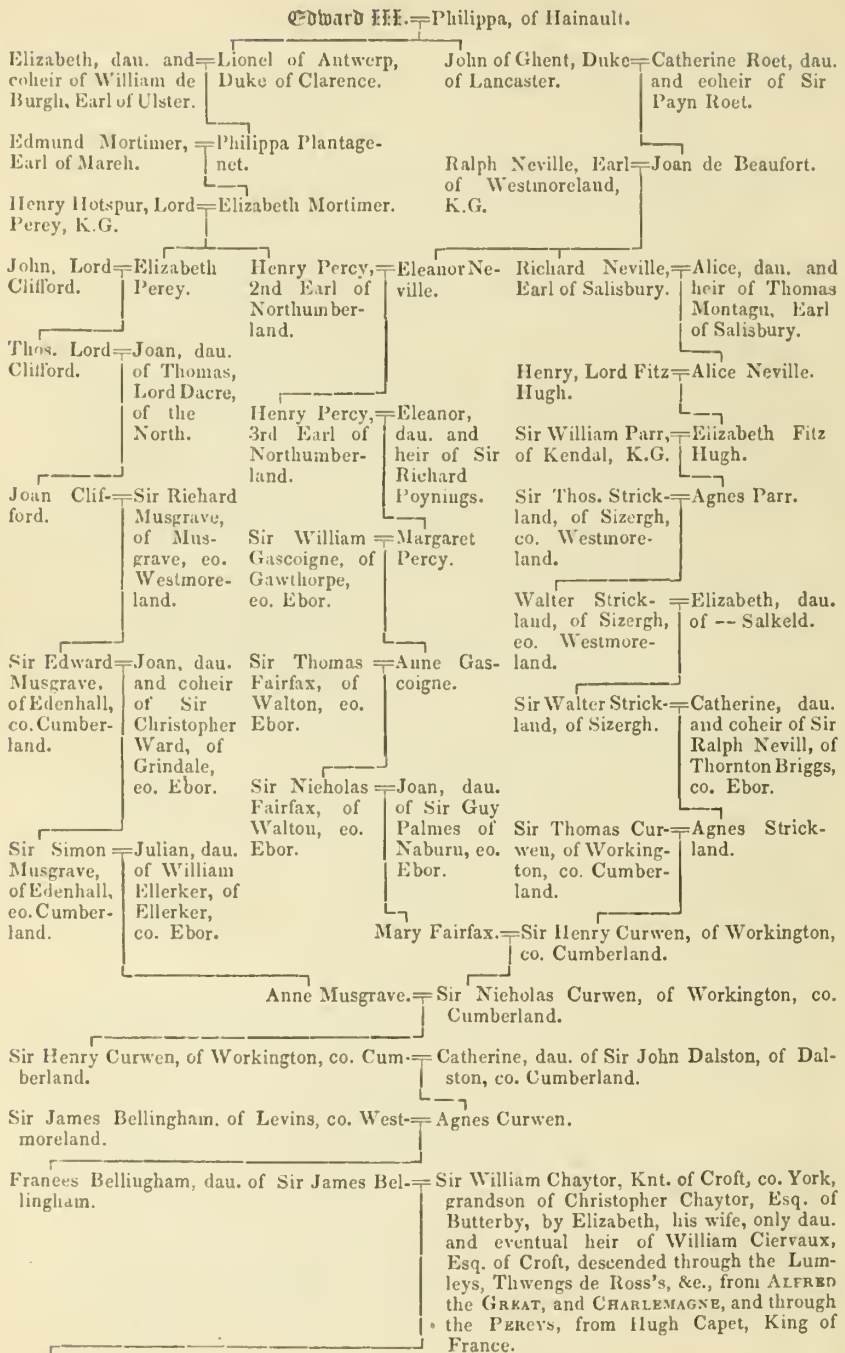 Edward III.=Philippa, of Hainault.
Elizabeth, dau. and=Lionel of Antwerp,
coheir of William de Duke of Clarence.
Burgh, Earl of Ulster.
John of Ghent, Duke=Catherine Roet, dau.
of Lancaster. and coheir of Sir
Payn Roet.
Edmund Mortimer, =Philippa Plantage-
Earl of March. net.
Ralph Neville, Earl=Joan de Beaufort.
of Westmoreland,
K.G.
Henry Hotspur, Lord=Elizabeth Mortimer.
Percy, K.G.
John, Lord=Elizabeth
Clifford. Percy.
Henry Percy,=Eleanor Ne-
2nd Earl of ville.
Northumber-
land.
Richard Neville,=Alice, dau. and
Earl of Salisbury. heir of Thomas
Montagu, Earl
of Salisbury.
Thos. Lord=Joan, dau.
Clifford. of Thomas,
Lord Dacre,
of the
North.
Henry, Lord Fitz=Alice Neville.
Hugh.
Henry Percy,=Eleanor,
3rd Earl of dau. and
Northumber- heir of Sir
land. Richard
Poynings.
Sir William Parr,=Elizabeth Fitz
of Kendal, K.G. Hugh.
Joan Clif-=Sir Richard
ford. Musgrave,
of Mus-
grave, co.
Westmore-
land.
Sir William =Margaret
Gascoigne, of Percy.
Gawthorpe,
co. Ebor.
Sir Thos. Strick-=Agnes Parr.
land, of Sizergh,
co. Westmore-
land.
Walter Strick- =Elizabeth, dau.
land, of Sizergh, of -- Salkeld.
co. Westmore-
land.
Sir Edward=Joan, dau.
Musgrave, and coheir
of Edenhall, of Sir
co. Cumber- Christopher
land. Ward, of
Grindale,
co. Ebor.
Sir Thomas =Anne Gas-
Fairfax, of coigne.
Walton, co.
Ebor.
Sir Walter Strick-=Catherine, dau.
land, of Sizergh. and coheir of Sir
Ralph Nevill, of
Thornton Briggs,
co. Ebor.
Sir Nicholas =Joan, dau.
Fairfax, of of Sir Guy
Walton, co. Palmes of
Ebor. Naburn, co.
Ebor.
Sir Thomas Cur-=Agnes Strick-
wen, of Working- land.
ton, co. Cumber-
land.
Sir Simon =Julian, dau.
Musgrave, of William
of Edenhall, Ellerker, of
co. Cumber- Ellerker,
land. co. Ebor.
Mary Fairfax.=Sir Henry Curwen, of Workington,
co. Cumberland.
Anne Musgrave.=Sir Nicholas Curwen, of Workington, co.
Cumberland.
Sir Henry Curwen, of Workington, co. Cum-=Catherine, dau. of Sir John Dalston, of Dal-
berland. ston, co. Cumberland.
Sir James Bellingham, of Levins, co. West-=Agnes Curwen.
moreland.
Frances Bellingham, dau. of Sir James Bel-=Sir William Chaytor, Knt. of Croft, co. York,
lingham. grandson of Christopher Chaytor, Esq. of
Butterby, by Elizabeth, his wife, only dau.
and eventual heir of William Ciervaux,
Esq. of Croft, descended through the Lum-
leys, Thwengs de Ross's, &c., from ALFRED
the GREAT, and CHARLEMAGNE, and through
the PERCYS, from Hugh Capet, King of
France.